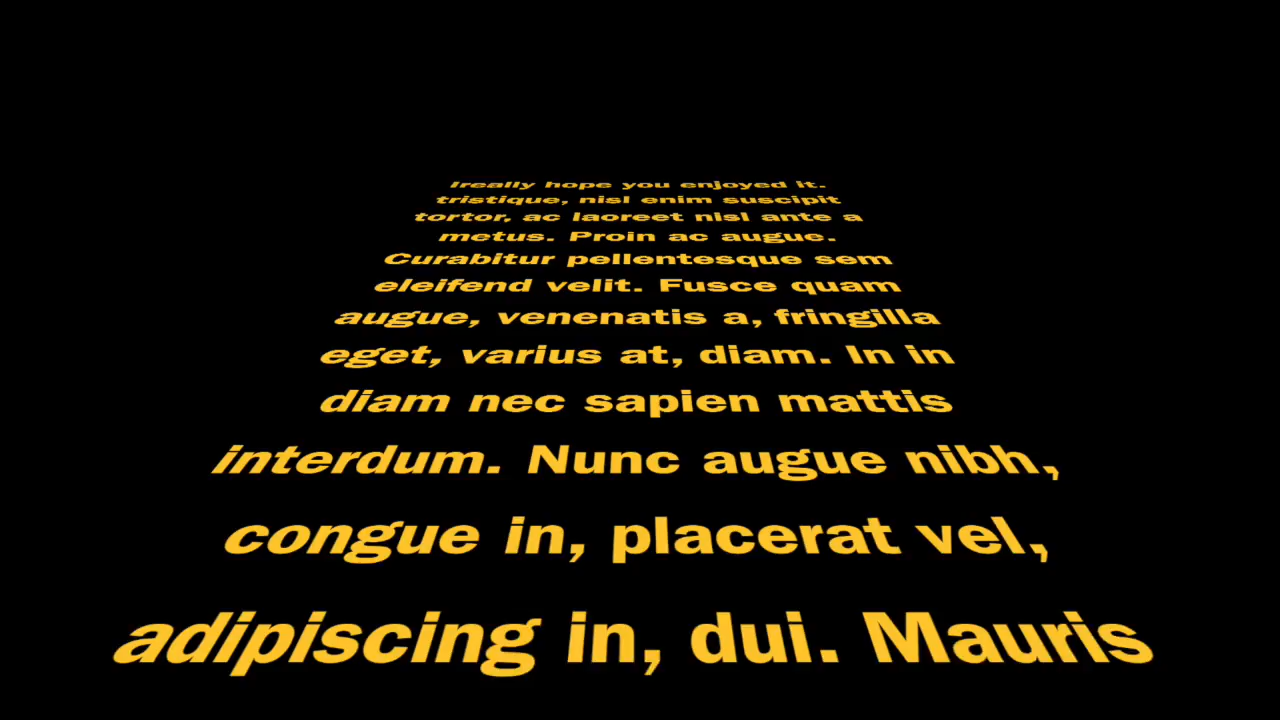 Ireally hope you enjoyed it.
tristique, nisl enim suscipit
tortor, ac laoreet nisl ante a
metus. Proin ac augue.
Curabitur pellentesque sem
eleifend velit. Fusce quam
augue, venenatis a, fringilla
eget, varius at, diam. In in
diam nec sapien mattis
interdum. Nunc augue nibh,
congue in, placerat vel,
adipiscing in, dui. Mauris